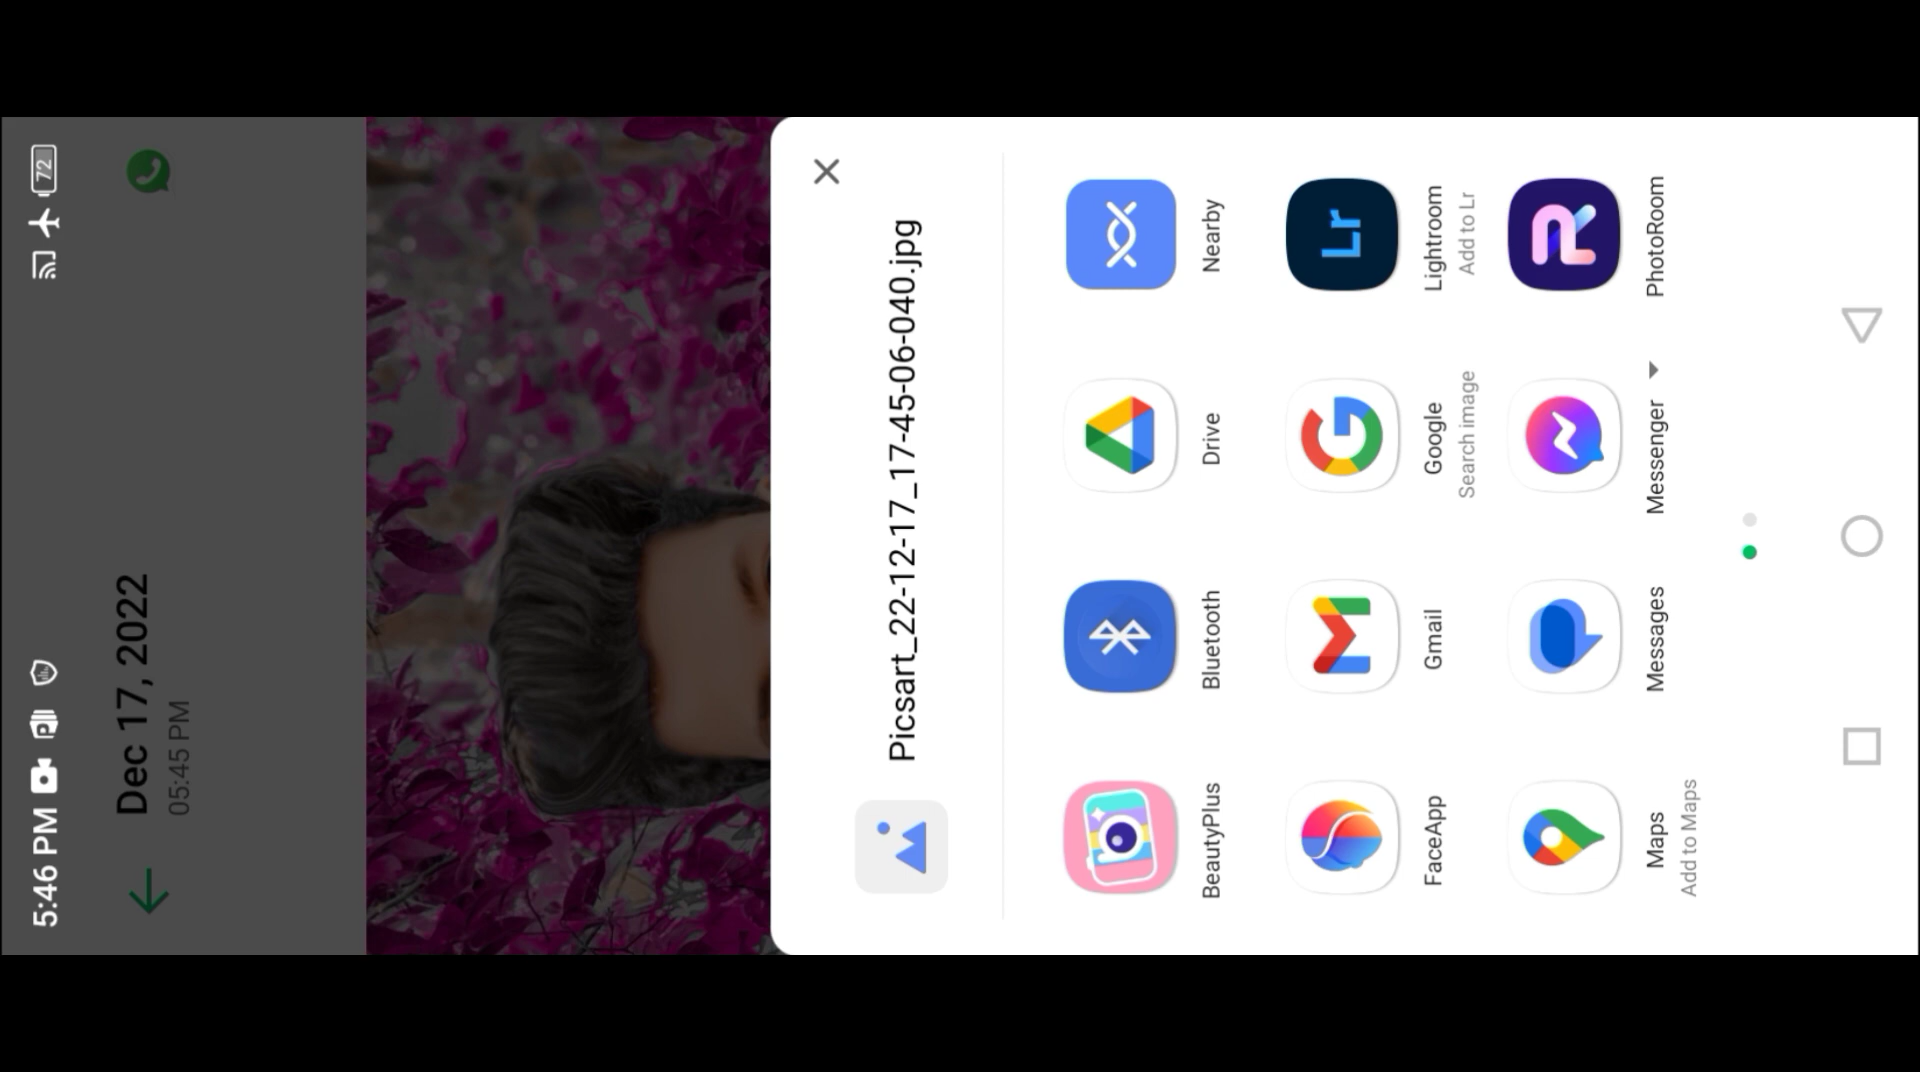 5:46 PM
72
Dec 17, 2022
05:45 PM
Picsart_22-12-17_17-45-06-040.jpg
BeautyPlus
Bluetooth
Drive
Nearby
FaceApp
Gmail
Google
Search image
Lr
Lightroom
Add to Lr
Maps
Add to Maps
Messages
Messenger
PhotoRoom